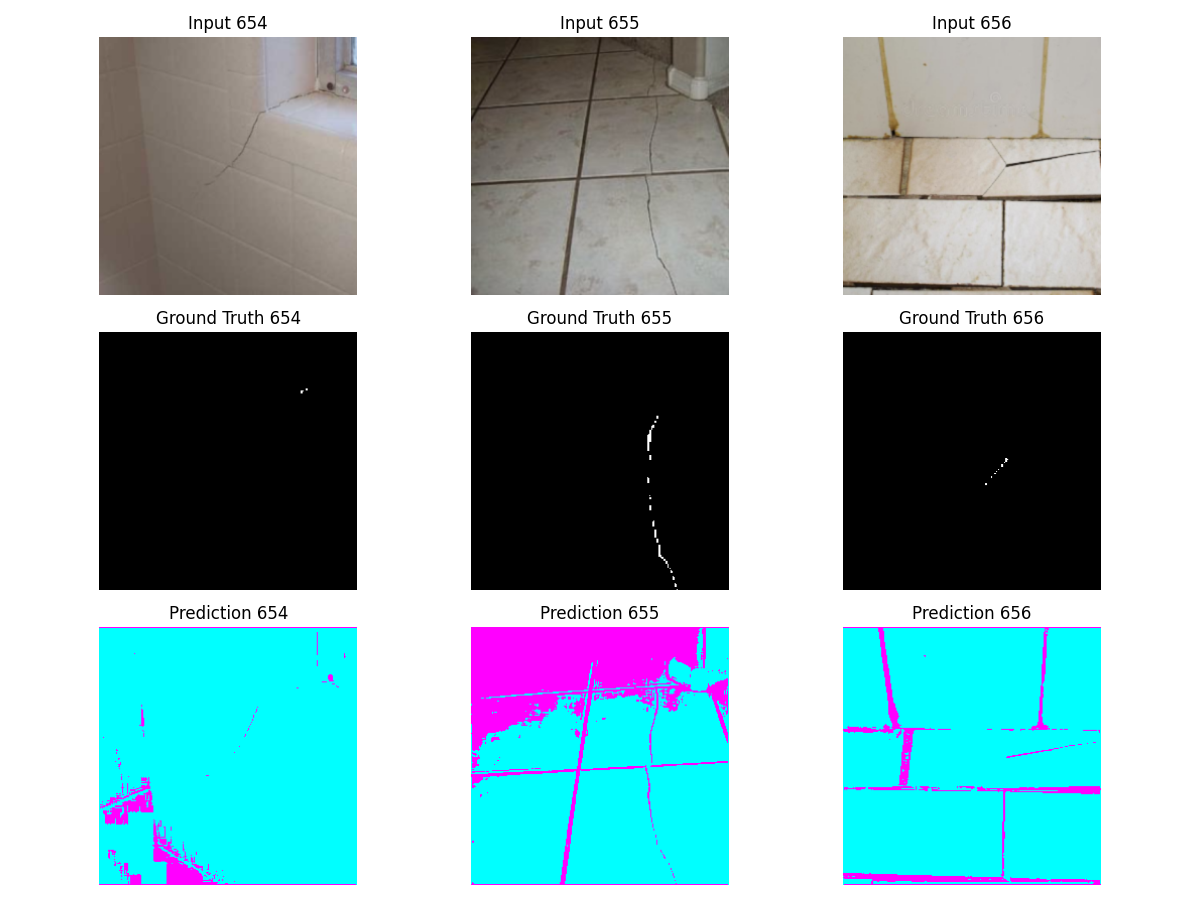 Input 654
Input 655
Input 656
Ground Truth 654
Ground Truth 655
Ground Truth 656
Prediction 654
Prediction 655
Prediction 656